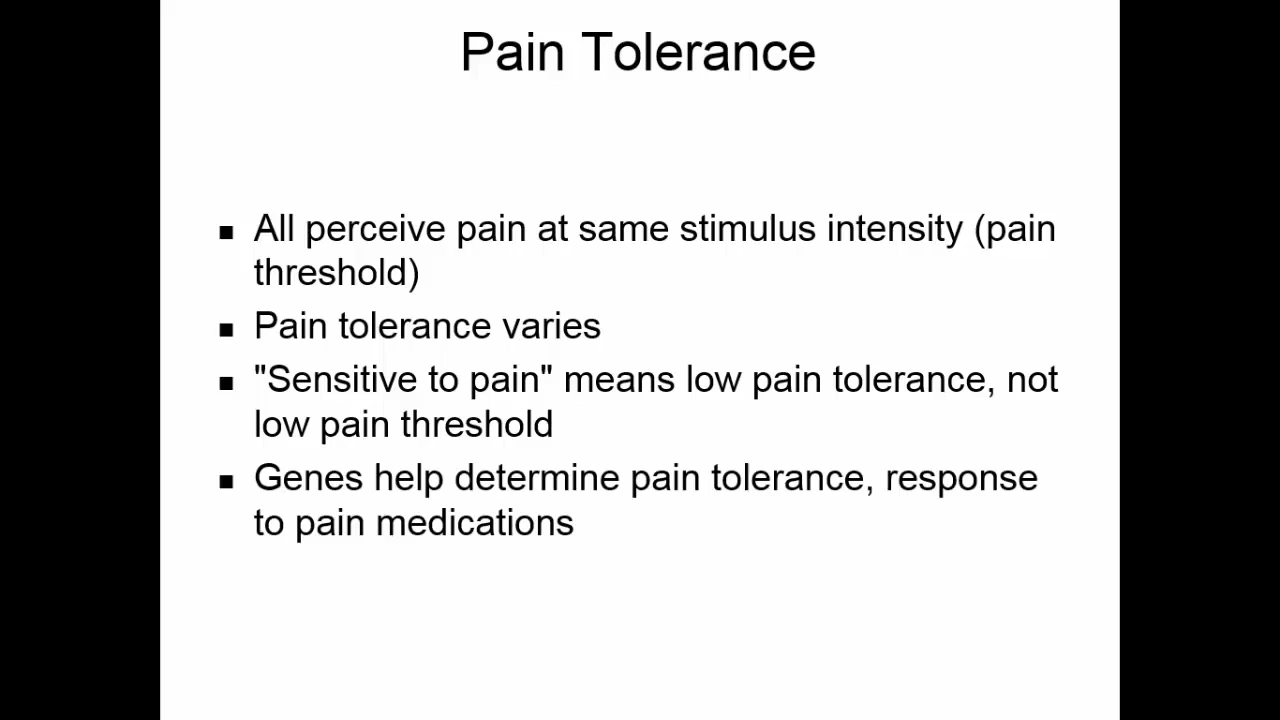 Pain Tolerance
▪ All perceive pain at same stimulus intensity (pain
threshold)
▪ Pain tolerance varies
▪ "Sensitive to pain" means low pain tolerance, not
low pain threshold
▪ Genes help determine pain tolerance, response
to pain medications